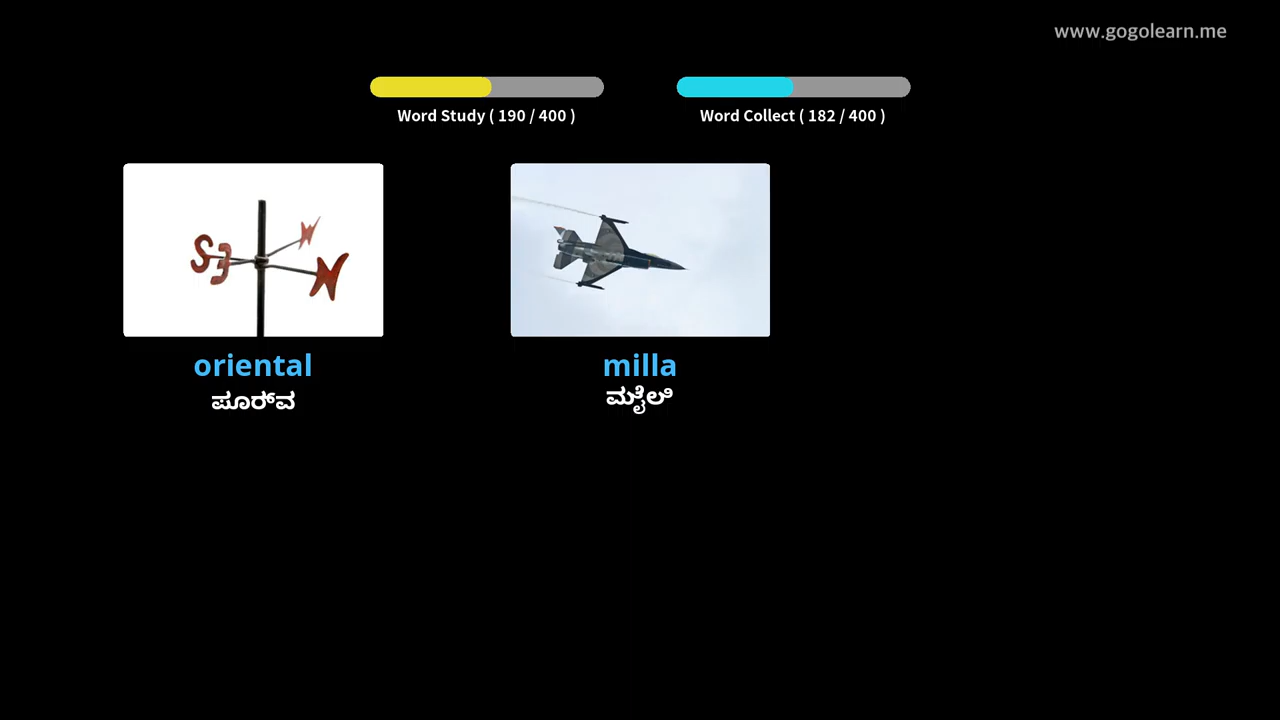 www.gogolearn.me
Word Study ( 190 / 400 )
Word Collect ( 182 / 400 )
oriental
milla
ಪೂರ್ವ
ಮೈಲಿ